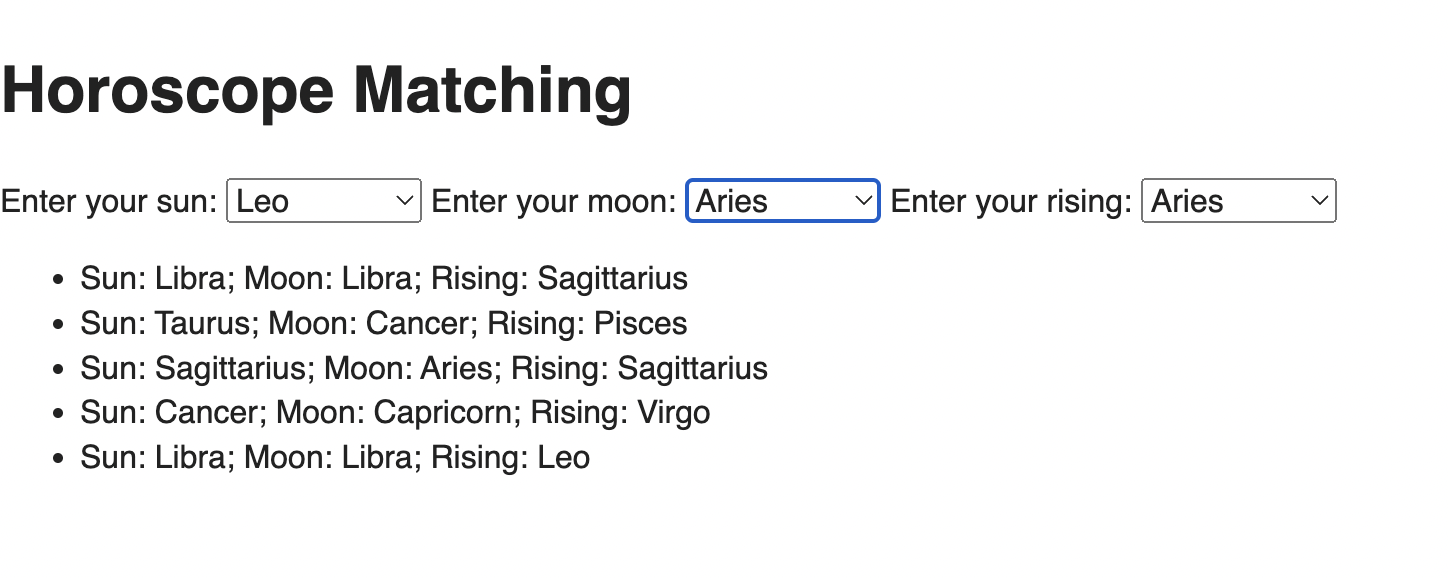 Horoscope Matching
Enter your sun: Leo Enter your moon: Aries Enter your rising: Aries
• Sun: Libra; Moon: Libra; Rising: Sagittarius
• Sun: Taurus; Moon: Cancer; Rising: Pisces
• Sun: Sagittarius; Moon: Aries; Rising: Sagittarius
• Sun: Cancer; Moon: Capricorn; Rising: Virgo
• Sun: Libra; Moon: Libra; Rising: Leo